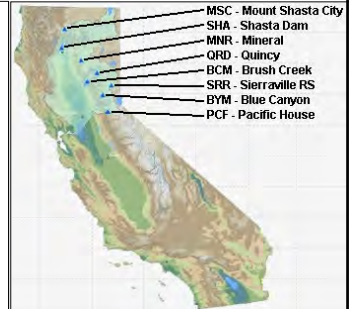 MSC - Mount Shasta City
SHA - Shasta Dam
MNR - Mineral
QRD - Quincy
BCM - Brush Creek
SRR - Sierraville RS
BYM - Blue Canyon
PCF - Pacific House